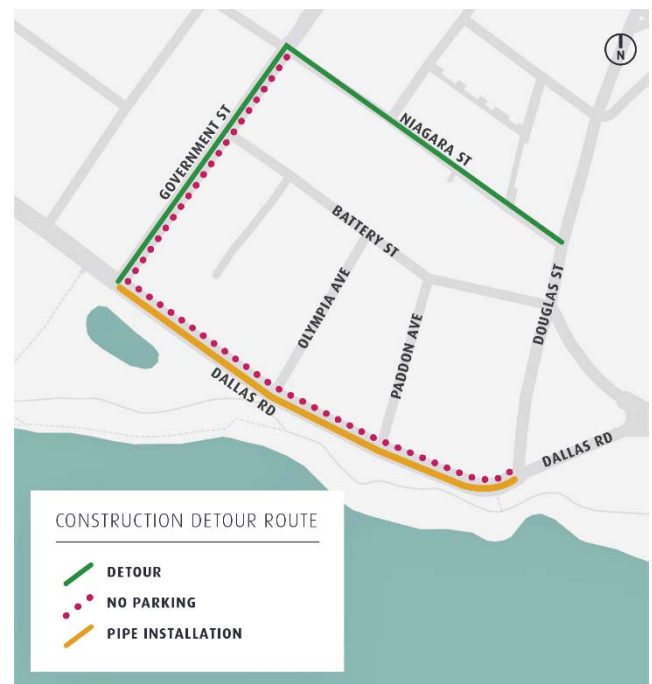 N
GOVERNMENT ST
NIAGARA ST
BATTERY ST
OLYMPIA AVE
PADDON AVE
DOUGLAS ST
DALLAS RD
DALLAS RD
CONSTRUCTION DETOUR ROUTE
DETOUR
NO PARKING
PIPE INSTALLATION